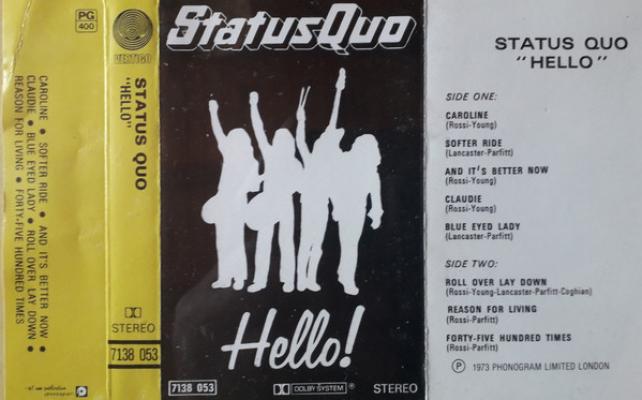 PG
400
CAROLINE • SOFTER RIDE • AND IT'S BETTER NOW •
CLAUDIE • BLUE EYED LADY • ROLL OVER LAY DOWN •
REASON FOR LIVING • FORTY-FIVE HUNDRED TIMES
VERTIGO
STATUS QUO
"HELLO"
STEREO
7138 053
StatusQuo
Hello!
7138 053
DOLBY SYSTEM ®
STEREO
STATUS QUO
"HELLO"
SIDE ONE:
CAROLINE
(Rossi-Young)
SOFTER RIDE
(Lancaster-Parfitt)
AND IT'S BETTER NOW
(Rossi-Young)
CLAUDIE
(Rossi-Young)
BLUE EYED LADY
(Lancaster-Parfitt)
SIDE TWO:
ROLL OVER LAY DOWN
(Rossi-Young-Lancaster-Parfitt-Coghlan)
REASON FOR LIVING
(Rossi-Parfitt)
FORTY-FIVE HUNDRED TIMES
(Rossi-Parfitt)
℗ 1973 PHONOGRAM LIMITED LONDON